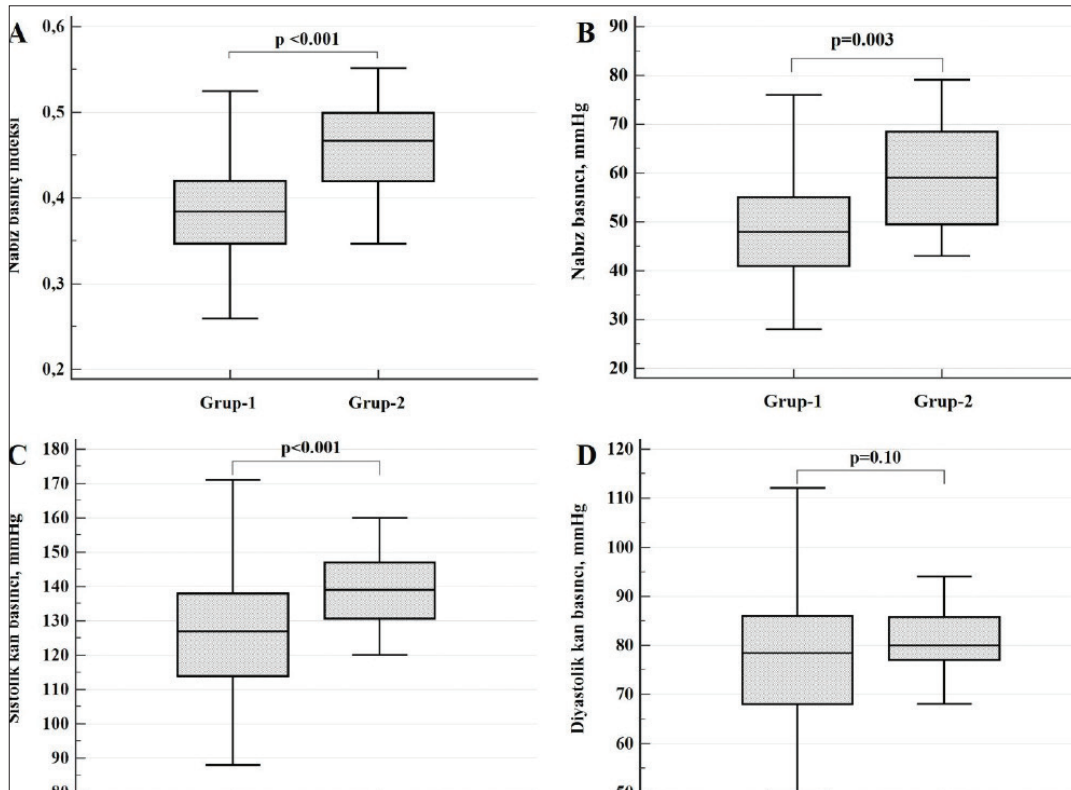 A
Nabız basınç indeksi
0,6
0,5
0,4
0,3
0,2
p <0.001
Grup-1 Grup-2
B
Nabız basıncı, mmHg
90
80
70
60
50
40
30
20
p=0.003
Grup-1 Grup-2
C
Sistolik kan basıncı, mmHg
180
170
160
150
140
130
120
110
100
90
80
p<0.001
D
Diyastolik kan basıncı, mmHg
120
110
100
90
80
70
60
50
p=0.10